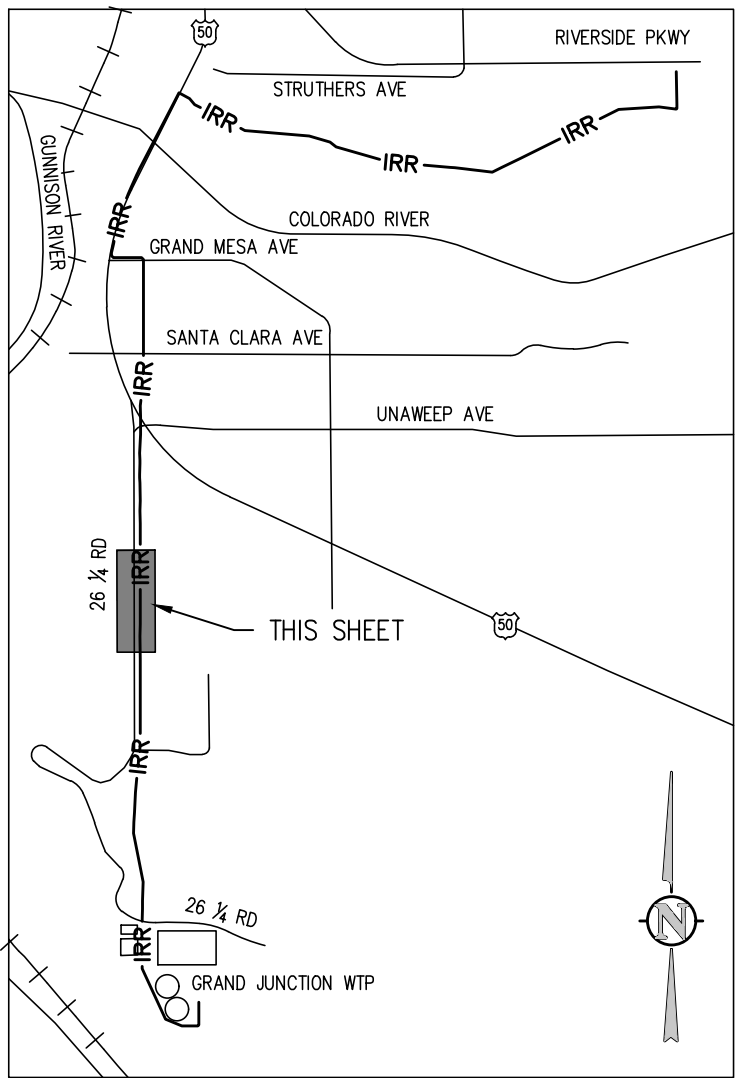 50
RIVERSIDE PKWY
STRUTHERS AVE
IRR
IRR
IRR
GUNNISON RIVER
IRR
COLORADO RIVER
GRAND MESA AVE
SANTA CLARA AVE
IRR
UNAWEEP AVE
26 ¼ RD
IRR
THIS SHEET
50
IRR
26 ¼ RD
N
IRR
GRAND JUNCTION WTP